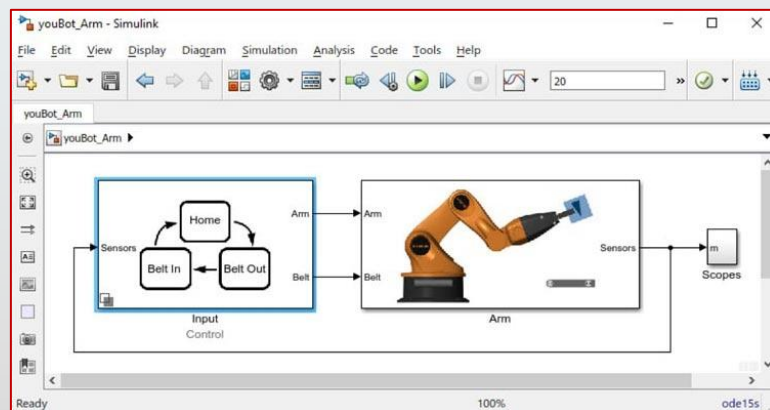 youBot_Arm - Simulink
File Edit View Display Diagram Simulation Analysis Code Tools Help
20 »
youBot_Arm
youBot_Arm
Home
Belt In
Belt Out
Sensors
Arm
Belt
Input
Control
Arm
Belt
Sensors
Arm
m
Scopes
Ready 100% ode15s